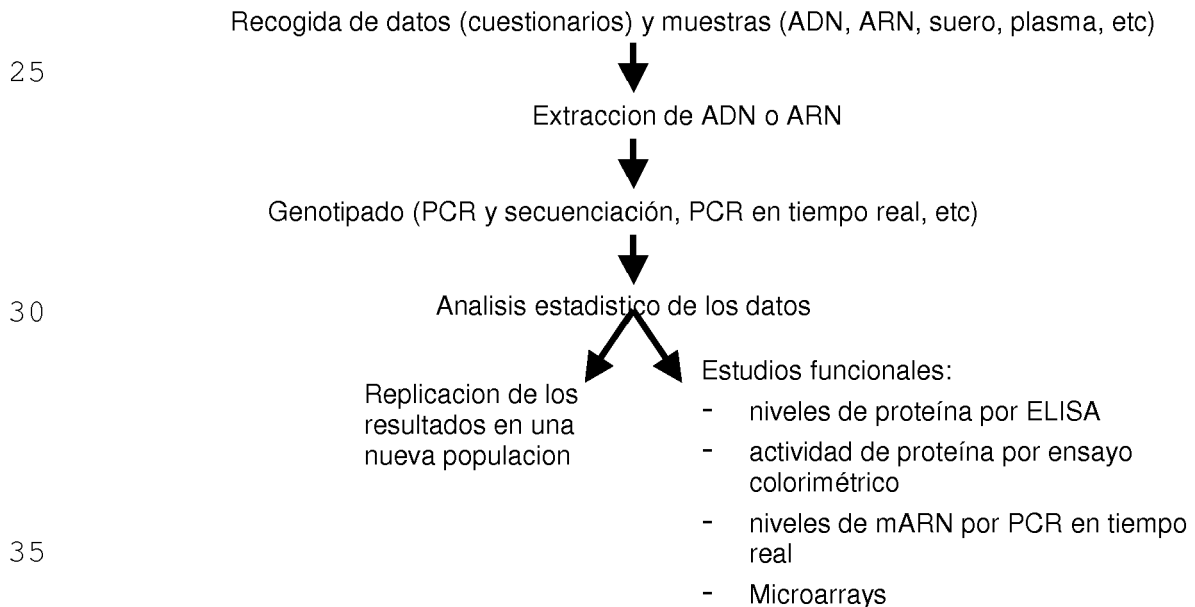 Recogida de datos (cuestionarios) y muestras (ADN, ARN, suero, plasma, etc)
25
Extraccion de ADN o ARN
Genotipado (PCR y secuenciación, PCR en tiempo real, etc)
30
Analisis estadistico de los datos
Replicacion de los
resultados en una
nueva populacion
Estudios funcionales:
- niveles de proteína por ELISA
- actividad de proteína por ensayo
colorimétrico
- niveles de mARN por PCR en tiempo
real
35
- Microarrays